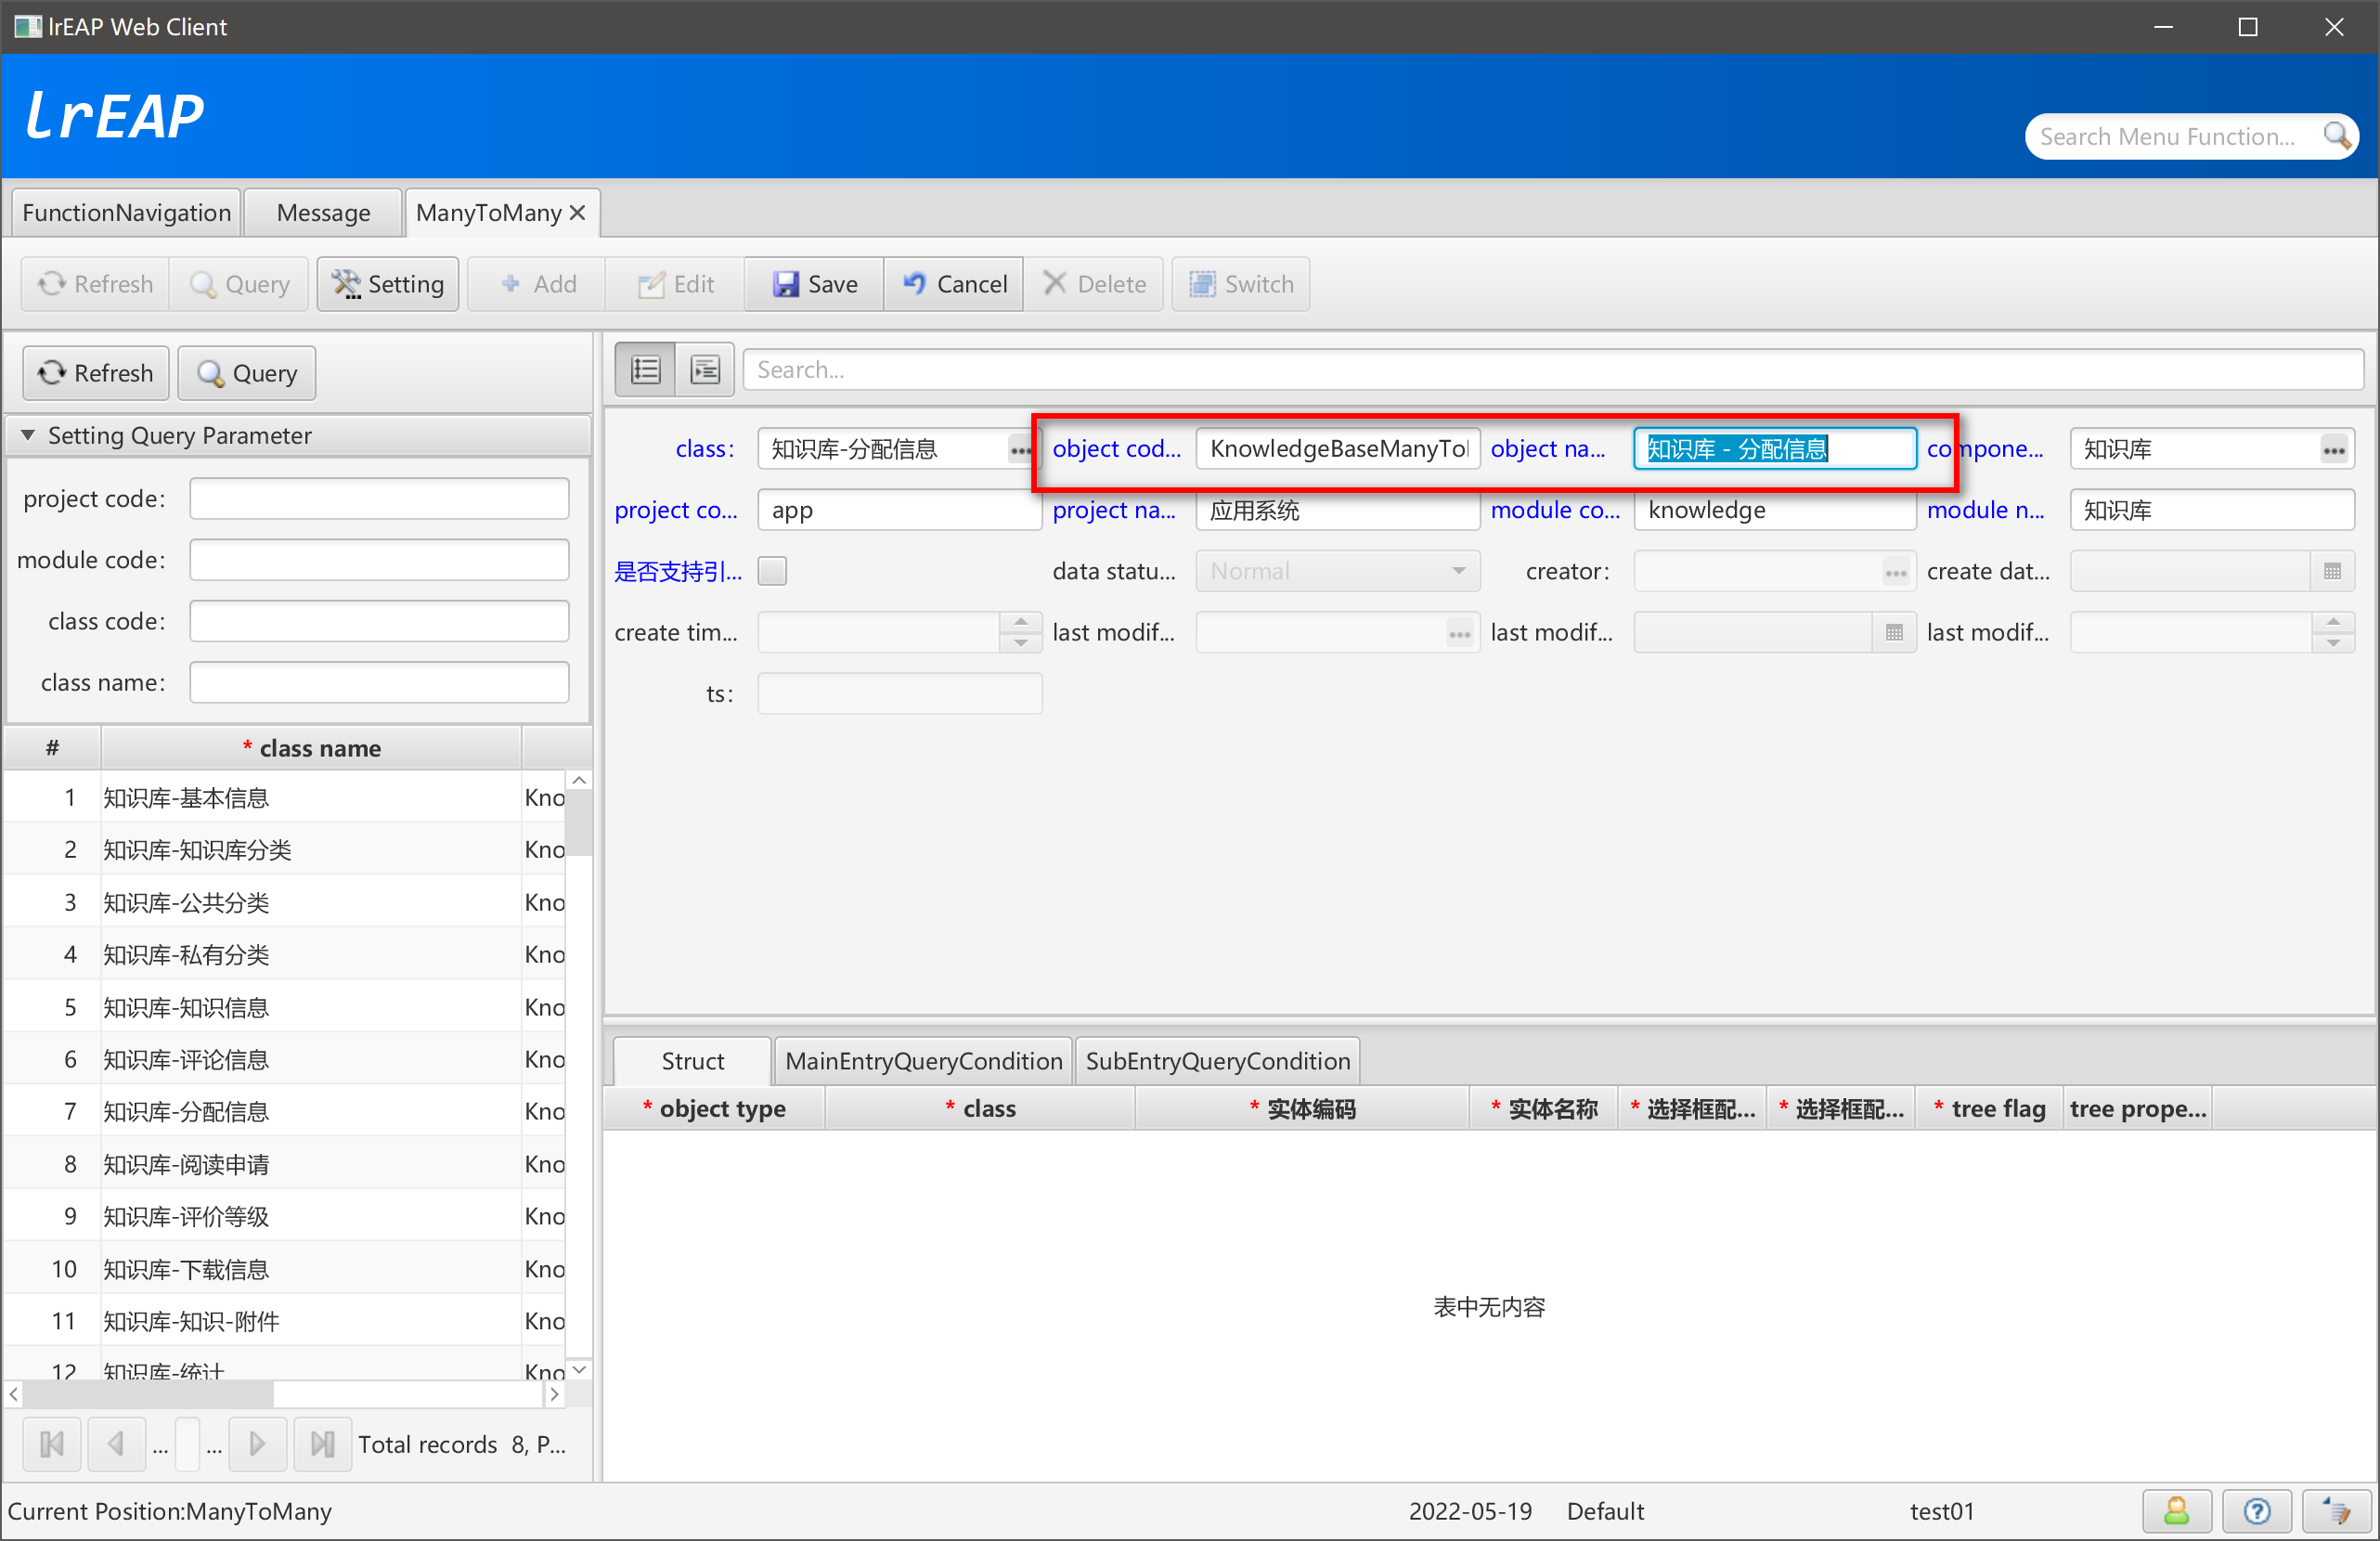 lrEAP Web Client
lrEAP
Search Menu Function...
FunctionNavigation Message ManyToMany
Refresh Query Setting Add Edit Save Cancel Delete Switch
Refresh Query
Search...
Setting Query Parameter
project code:
module code:
class code:
class name:
class: 知识库-分配信息 object cod... KnowledgeBaseManyTo object na... 知识库 - 分配信息 compone... 知识库
project co... app project na... 应用系统 module co... knowledge module n... 知识库
是否支持引... data statu... Normal creator: create dat...
create tim... last modif... last modif... last modif...
ts:
# * class name
1 知识库-基本信息 Kno
2 知识库-知识库分类 Kno
3 知识库-公共分类 Kno
4 知识库-私有分类 Kno
5 知识库-知识信息 Kno
6 知识库-评论信息 Kno
7 知识库-分配信息 Kno
8 知识库-阅读申请 Kno
9 知识库-评价等级 Kno
10 知识库-下载信息 Kno
11 知识库-知识-附件 Kno
12 知识库-统计 Kno
... ... Total records 8, P...
Struct MainEntryQueryCondition SubEntryQueryCondition
* object type * class * 实体编码 * 实体名称 * 选择框配... * 选择框配... * tree flag tree prope...
表中无内容
Current Position:ManyToMany 2022-05-19 Default test01